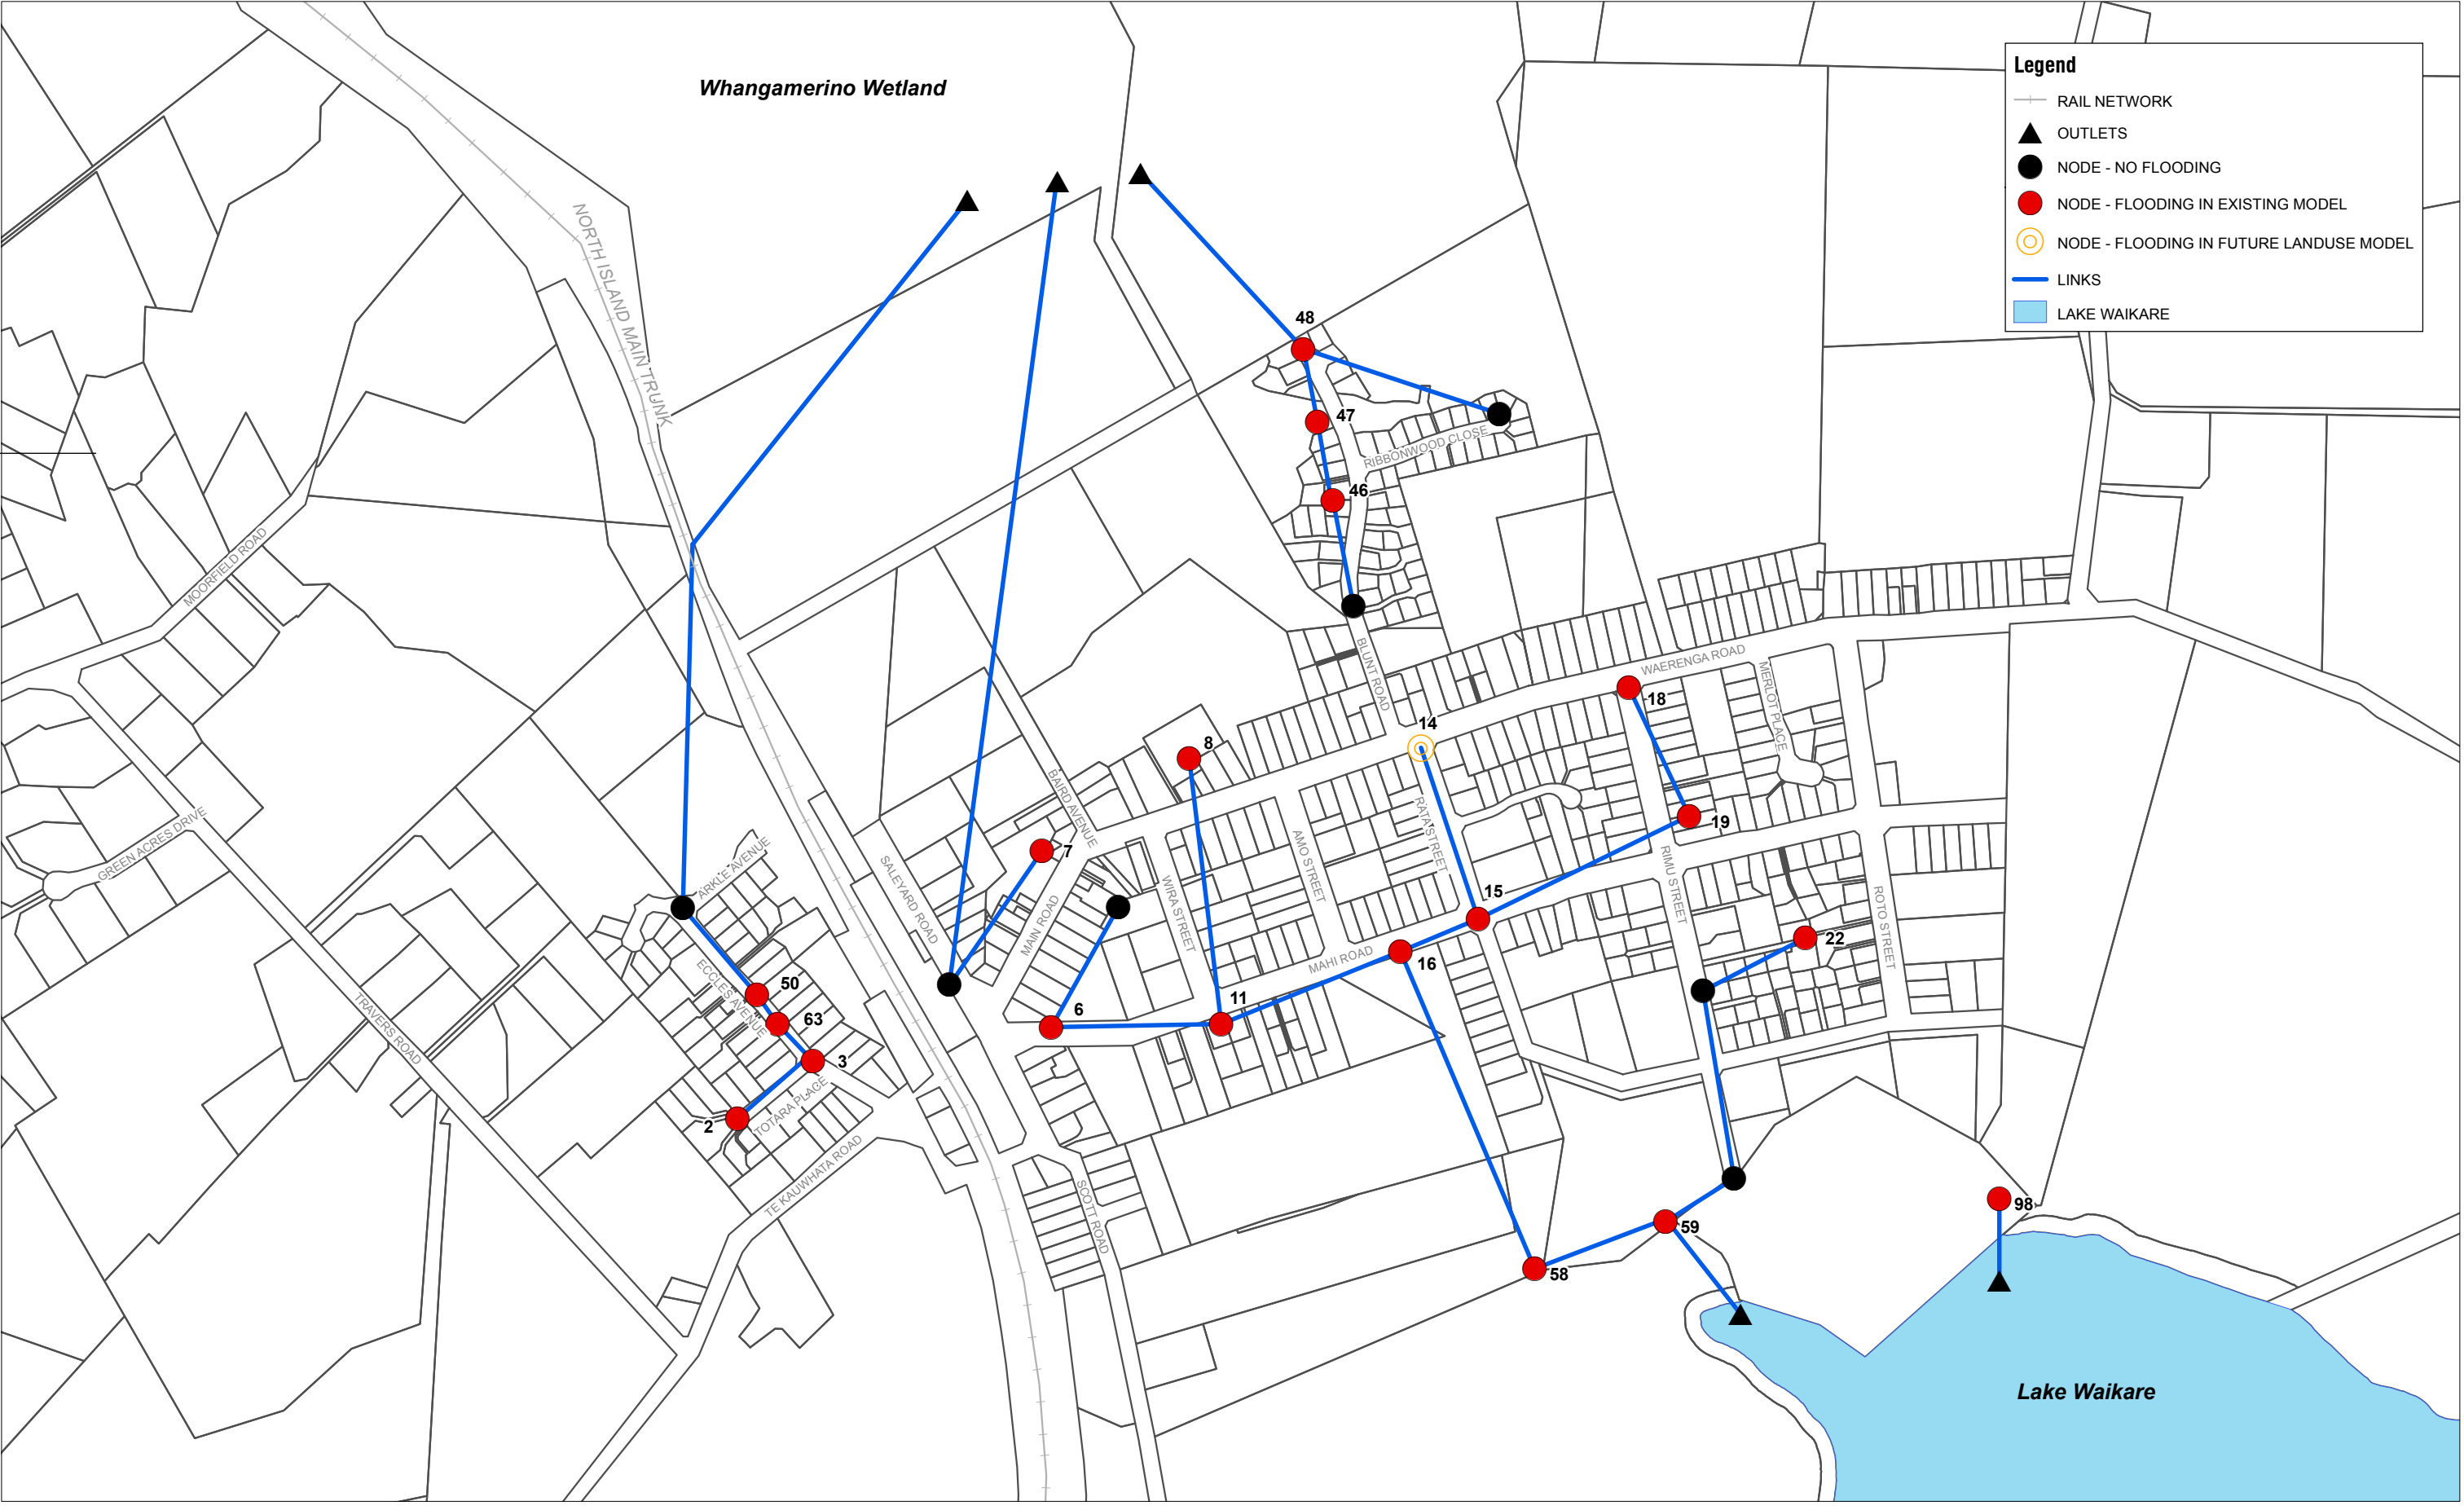 Whangamerino Wetland
Legend
RAIL NETWORK
OUTLETS
NODE - NO FLOODING
NODE - FLOODING IN EXISTING MODEL
NODE - FLOODING IN FUTURE LANDUSE MODEL
LINKS
LAKE WAIKARE
NORTH ISLAND MAIN TRUNK
48
47
RIBBONWOOD CLOSE
46
MOORFIELD ROAD
BLUNT ROAD
WAERENGA ROAD
MERLOT PLACE
18
14
8
BAIRD AVENUE
RATA STREET
19
GREEN ACRES DRIVE
7
ARKLE AVENUE
SALEYARD ROAD
MAIN ROAD
WIRA STREET
AMO STREET
RIMU STREET
15
ROTO STREET
22
MAHI ROAD
16
50
ECCLES AVENUE
63
6
11
TRAVERS ROAD
3
TOTARA PLACE
2
TE KAUWHATA ROAD
SCOTT ROAD
98
59
58
Lake Waikare